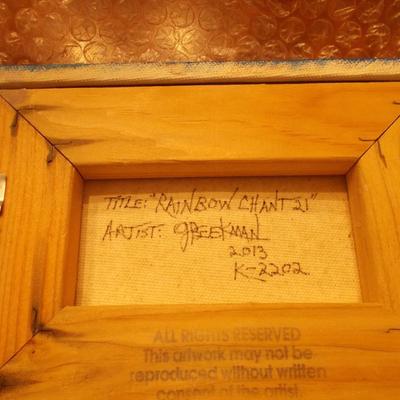 TITLE: "RAINBOW CHANT 21"
ARTIST: GREEKMAN
2013
K-2202
ALL RIGHTS RESERVED
This artwork may not be
reproduced without written
consent of the artist.